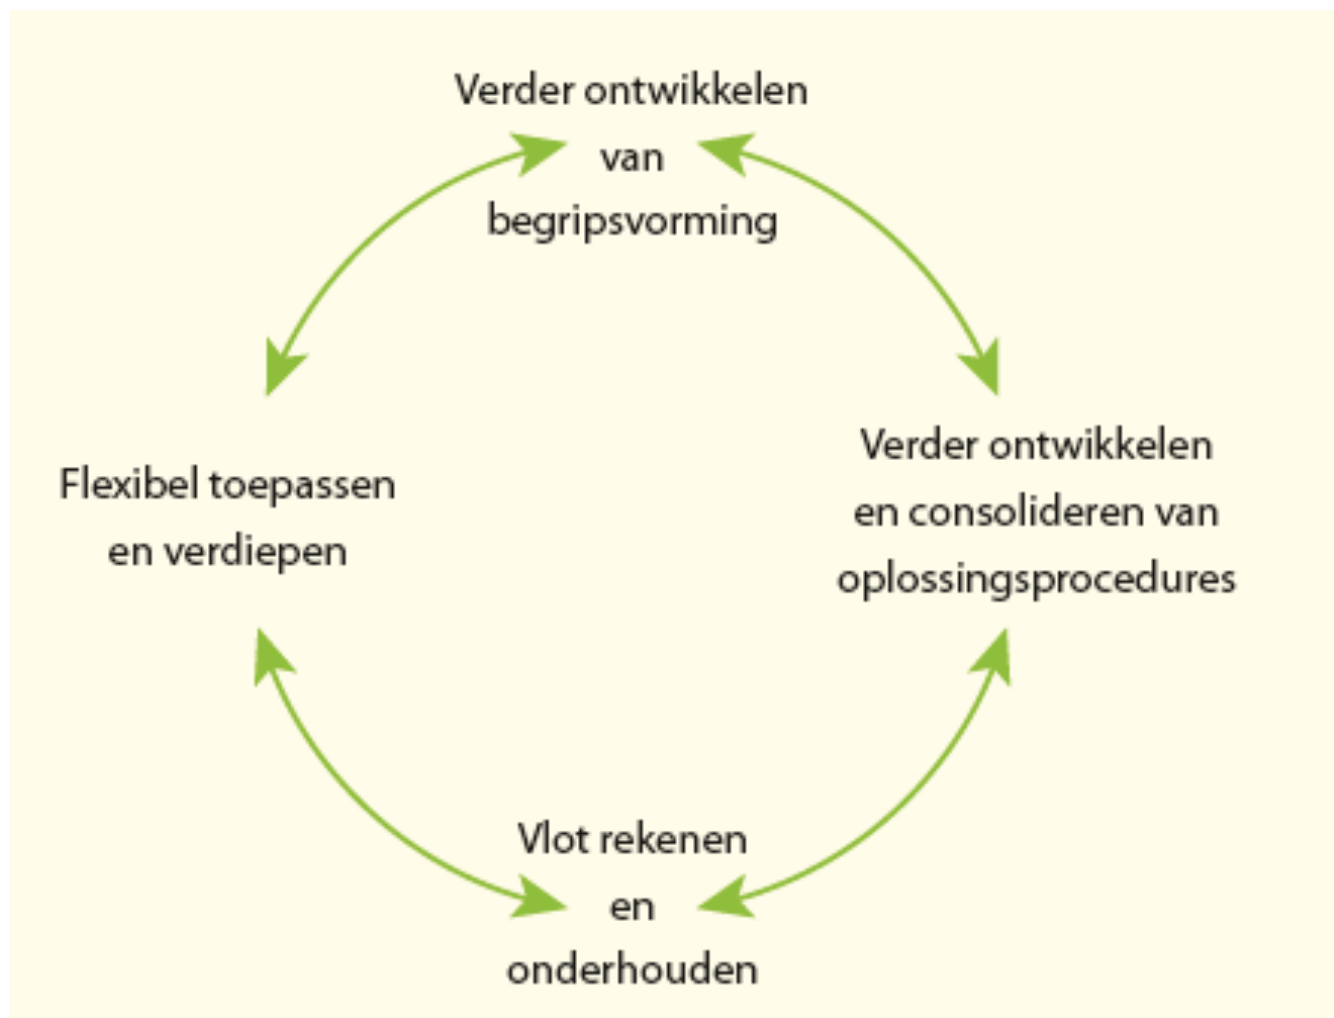 Verder ontwikkelen
van
begripsvorming
Verder ontwikkelen
en consolideren van
oplossingsprocedures
Vlot rekenen
en
onderhouden
Flexibel toepassen
en verdiepen